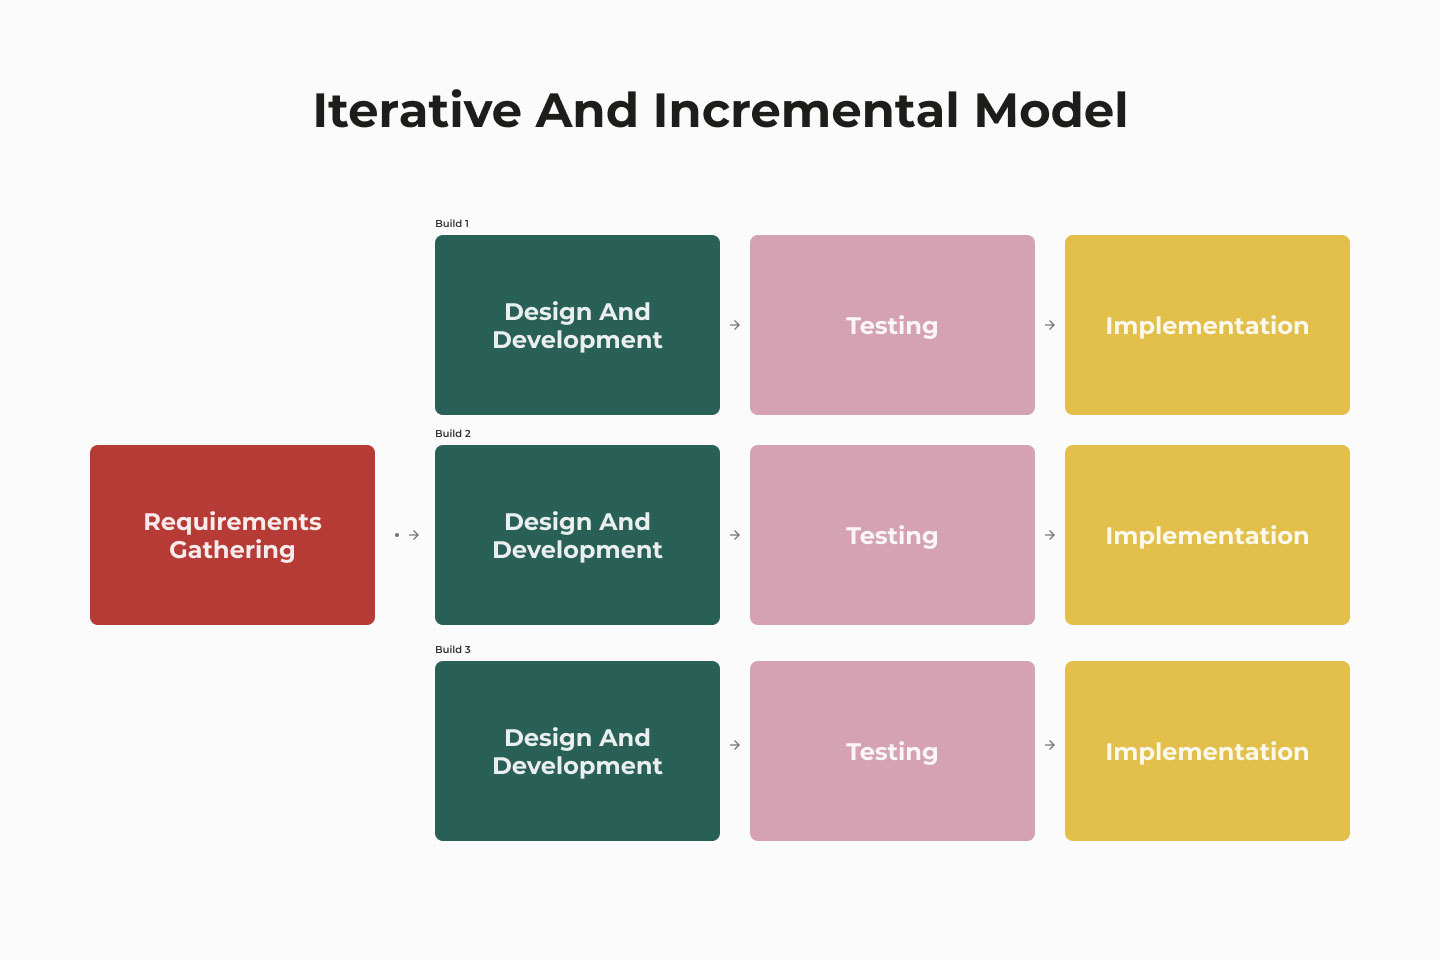 Iterative And Incremental Model
Build 1
Design And
Development
Testing
Implementation
Requirements
Gathering
Build 2
Design And
Development
Testing
Implementation
Build 3
Design And
Development
Testing
Implementation